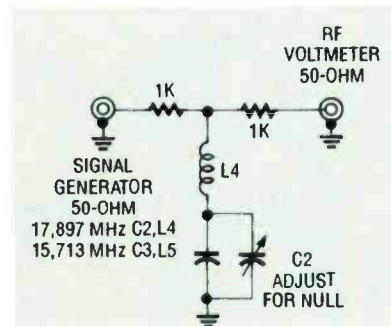 RF
VOLTMETER
50-OHM
1K
1K
SIGNAL
GENERATOR
50-OHM
17,897 MHz C2,L4
15,713 MHz C3,L5
L4
C2
ADJUST
FOR NULL